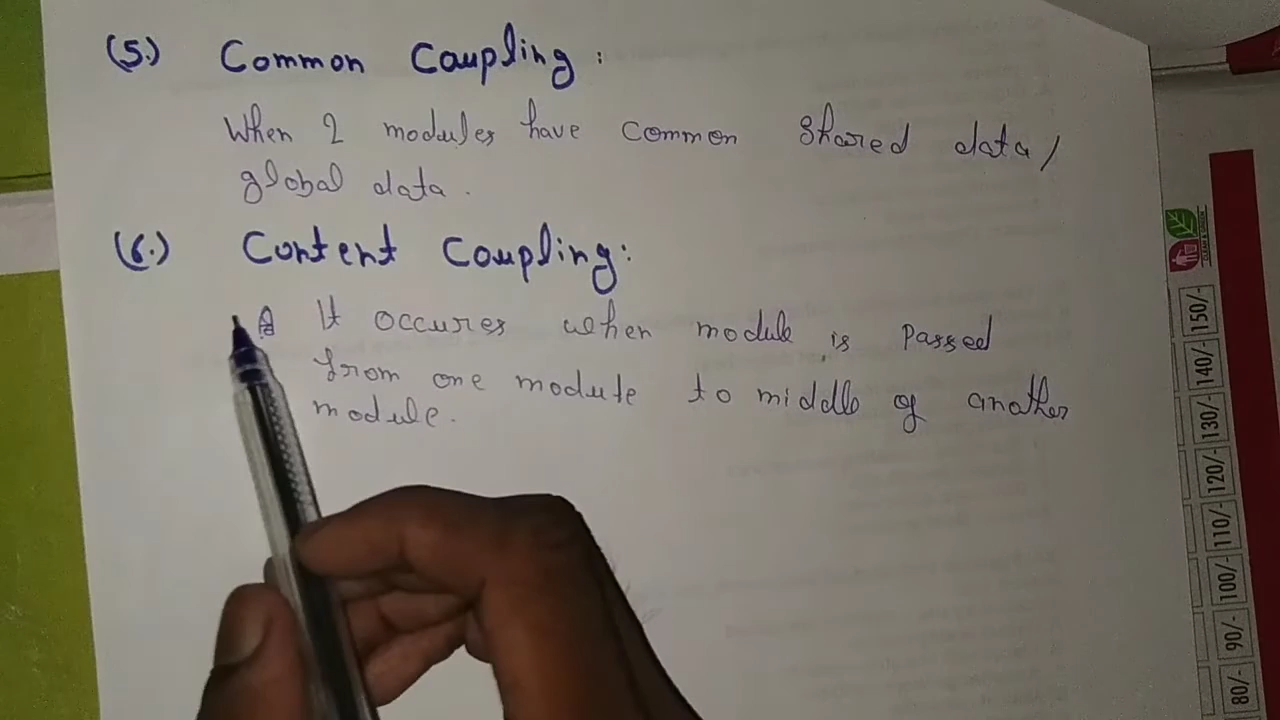 (5.) Common Coupling :
When 2 modules have common shared data /
global data .
(6.) Content Coupling :
It occures when module is passed
from one module to middle of another
module .
150/-
140/-
130/-
120/-
110/-
100/-
90/-
80/-